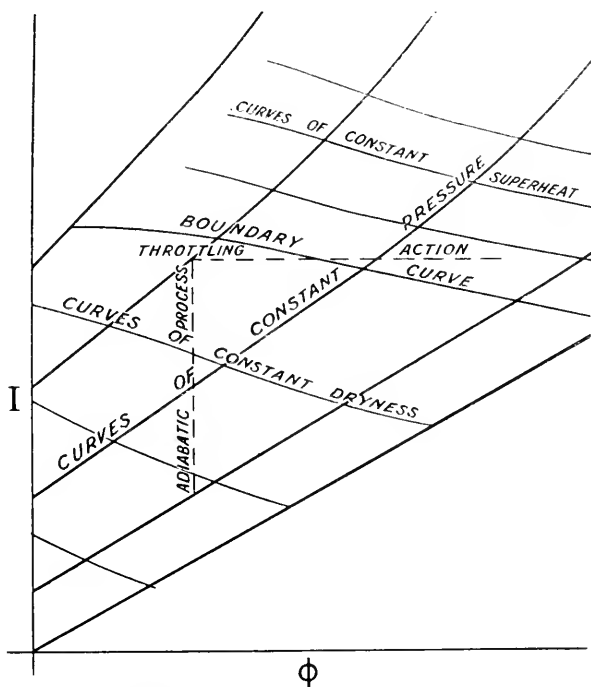 CURVES OF CONSTANT SUPERHEAT
CURVES OF CONSTANT PRESSURE
BOUNDARY CURVE
THROTTLING ACTION
ADIABATIC PROCESS
CURVES OF CONSTANT DRYNESS
I
Φ